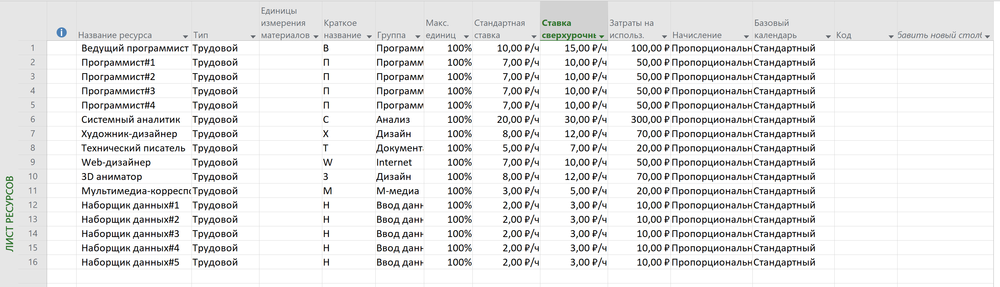 Название ресурса Тип Единицы измерения материалов Краткое название Группа Макс. единиц Стандартная ставка Ставка сверхурочнь Затраты на использ. Начисление Базовый календарь Код бавить новый столб
1 Ведущий программист Трудовой В Программ 100% 10,00 ₽/ч 15,00 ₽/ч 100,00 ₽ Пропорциональн Стандартный
2 Программист#1 Трудовой П Программ 100% 7,00 ₽/ч 10,00 ₽/ч 50,00 ₽ Пропорциональн Стандартный
3 Программист#2 Трудовой П Программ 100% 7,00 ₽/ч 10,00 ₽/ч 50,00 ₽ Пропорциональн Стандартный
4 Программист#3 Трудовой П Программ 100% 7,00 ₽/ч 10,00 ₽/ч 50,00 ₽ Пропорциональн Стандартный
5 Программист#4 Трудовой П Программ 100% 7,00 ₽/ч 10,00 ₽/ч 50,00 ₽ Пропорциональн Стандартный
6 Системный аналитик Трудовой С Анализ 100% 20,00 ₽/ч 30,00 ₽/ч 300,00 ₽ Пропорциональн Стандартный
7 Художник-дизайнер Трудовой Х Дизайн 100% 8,00 ₽/ч 12,00 ₽/ч 70,00 ₽ Пропорциональн Стандартный
8 Технический писатель Трудовой Т Документа 100% 5,00 ₽/ч 7,00 ₽/ч 20,00 ₽ Пропорциональн Стандартный
9 Web-дизайнер Трудовой W Internet 100% 7,00 ₽/ч 10,00 ₽/ч 50,00 ₽ Пропорциональн Стандартный
10 3D аниматор Трудовой 3 Дизайн 100% 8,00 ₽/ч 12,00 ₽/ч 70,00 ₽ Пропорциональн Стандартный
11 Мультимедиа-корреспо Трудовой М М-медиа 100% 3,00 ₽/ч 5,00 ₽/ч 20,00 ₽ Пропорциональн Стандартный
12 Наборщик данных#1 Трудовой Н Ввод данн 100% 2,00 ₽/ч 3,00 ₽/ч 10,00 ₽ Пропорциональн Стандартный
13 Наборщик данных#2 Трудовой Н Ввод данн 100% 2,00 ₽/ч 3,00 ₽/ч 10,00 ₽ Пропорциональн Стандартный
14 Наборщик данных#3 Трудовой Н Ввод данн 100% 2,00 ₽/ч 3,00 ₽/ч 10,00 ₽ Пропорциональн Стандартный
15 Наборщик данных#4 Трудовой Н Ввод данн 100% 2,00 ₽/ч 3,00 ₽/ч 10,00 ₽ Пропорциональн Стандартный
16 Наборщик данных#5 Трудовой Н Ввод данн 100% 2,00 ₽/ч 3,00 ₽/ч 10,00 ₽ Пропорциональн Стандартный
ЛИСТ РЕСУРСОВ